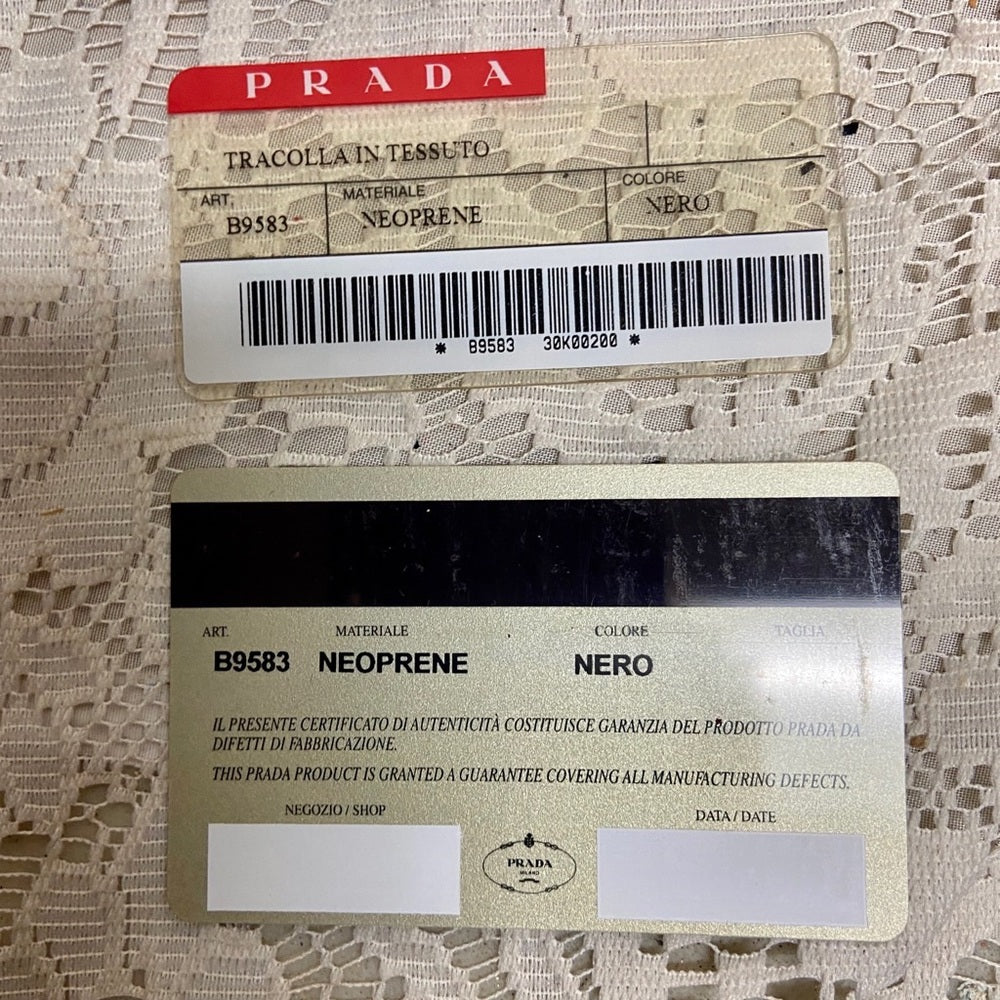 PRADA
TRACOLLA IN TESSUTO
ART. MATERIALE COLORE
B9583 NEOPRENE NERO
* B9583 30K00200 *
ART. MATERIALE COLORE TAGLIA
B9583 NEOPRENE NERO
IL PRESENTE CERTIFICATO DI AUTENTICITÀ COSTITUISCE GARANZIA DEL PRODOTTO PRADA DA
DIFETTI DI FABBRICAZIONE.
THIS PRADA PRODUCT IS GRANTED A GUARANTEE COVERING ALL MANUFACTURING DEFECTS.
NEGOZIO / SHOP DATA / DATE
PRADA
MILANO